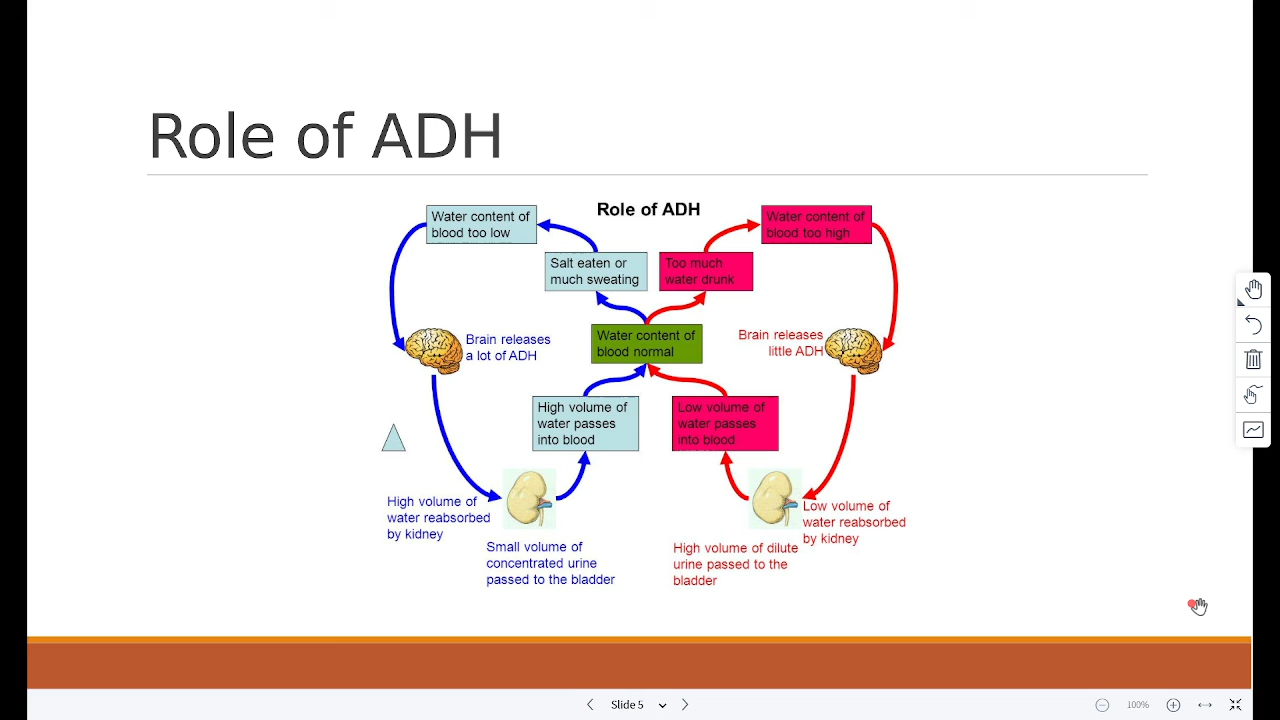 Role of ADH
Role of ADH
Water content of
blood too low
Water content of
blood too high
Salt eaten or
much sweating
Too much
water drunk
Brain releases
a lot of ADH
Water content of
blood normal
Brain releases
little ADH
High volume of
water passes
into blood
Low volume of
water passes
into blood
High volume of
water reabsorbed
by kidney
Low volume of
water reabsorbed
by kidney
Small volume of
concentrated urine
passed to the bladder
High volume of dilute
urine passed to the
bladder
Slide 5
100%